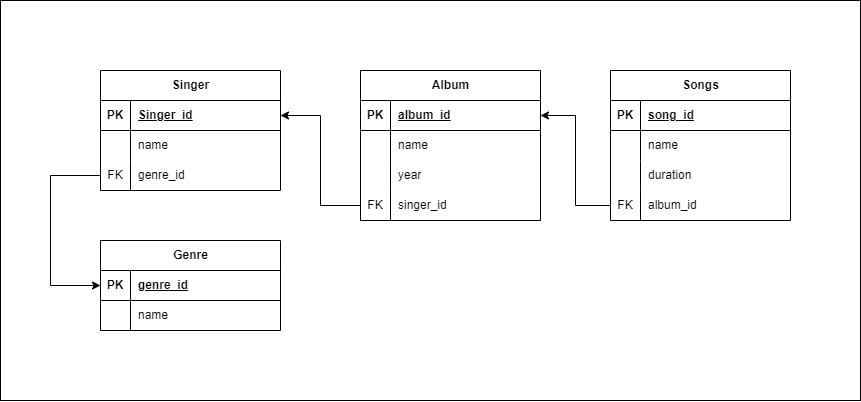 Singer
PK Singer_id
name
FK genre_id
Album
PK album_id
name
year
FK singer_id
Songs
PK song_id
name
duration
FK album_id
Genre
PK genre_id
name